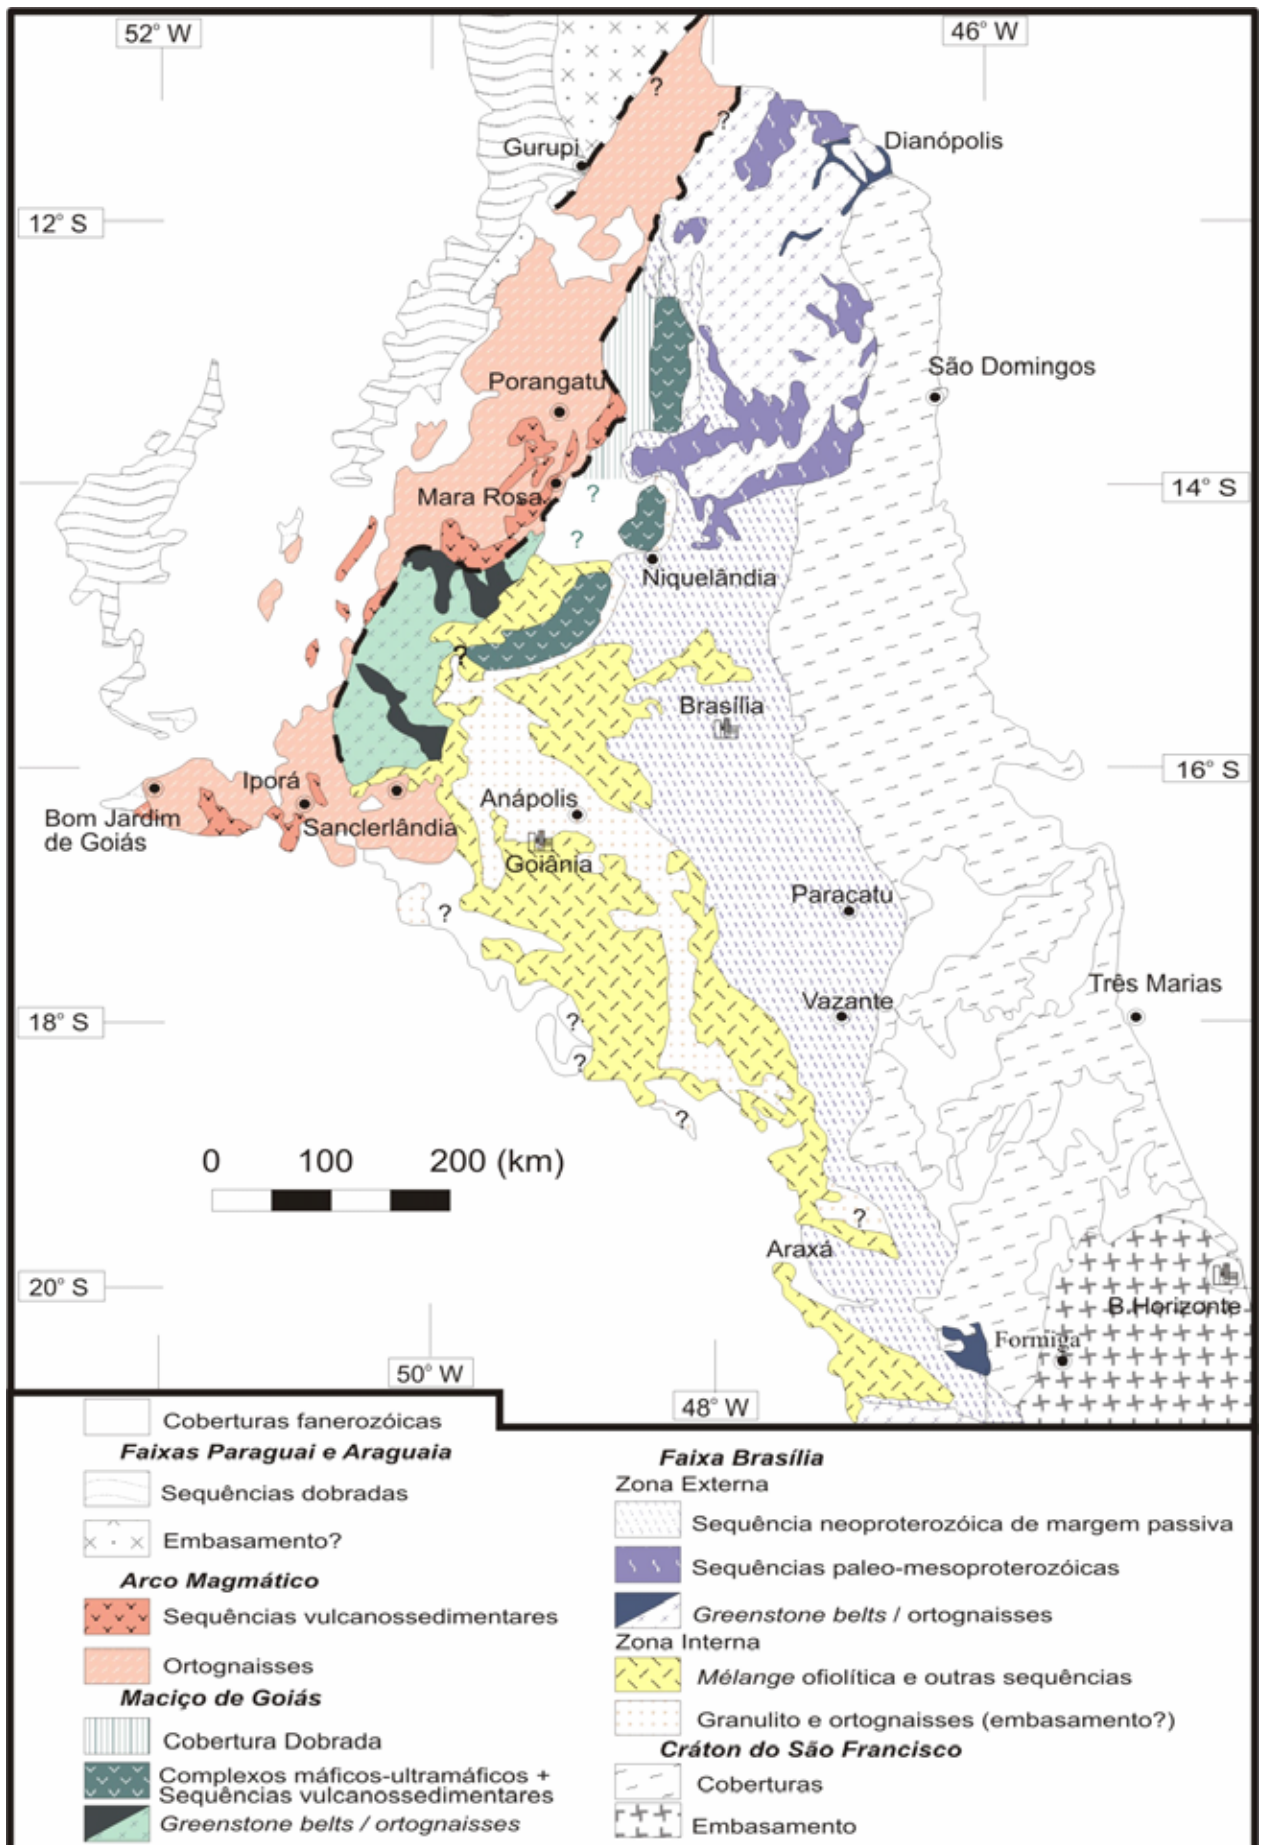 52° W
46° W
?
?
Gurupi
Dianópolis
12° S
São Domingos
Porangatu
Mara Rosa
?
14° S
?
Niquelândia
?
Brasília
16° S
Iporá
Anápolis
Bom Jardim
de Goiás
Sanclerlândia
Goiânia
Paracatu
?
Três Marias
Vazante
18° S
?
?
?
0 100 200 (km)
?
Araxá
20° S
B.Horizonte
Formiga
50° W
48° W
Coberturas fanerozóicas
Faixas Paraguai e Araguaia
Sequências dobradas
Embasamento?
Arco Magmático
Sequências vulcanossedimentares
Ortognaisses
Maciço de Goiás
Cobertura Dobrada
Complexos máficos-ultramáficos +
Sequências vulcanossedimentares
Greenstone belts / ortognaisses
Faixa Brasília
Zona Externa
Sequência neoproterozóica de margem passiva
Sequências paleo-mesoproterozóicas
Greenstone belts / ortognaisses
Zona Interna
Mélange ofiolítica e outras sequências
Granulito e ortognaisses (embasamento?)
Cráton do São Francisco
Coberturas
Embasamento